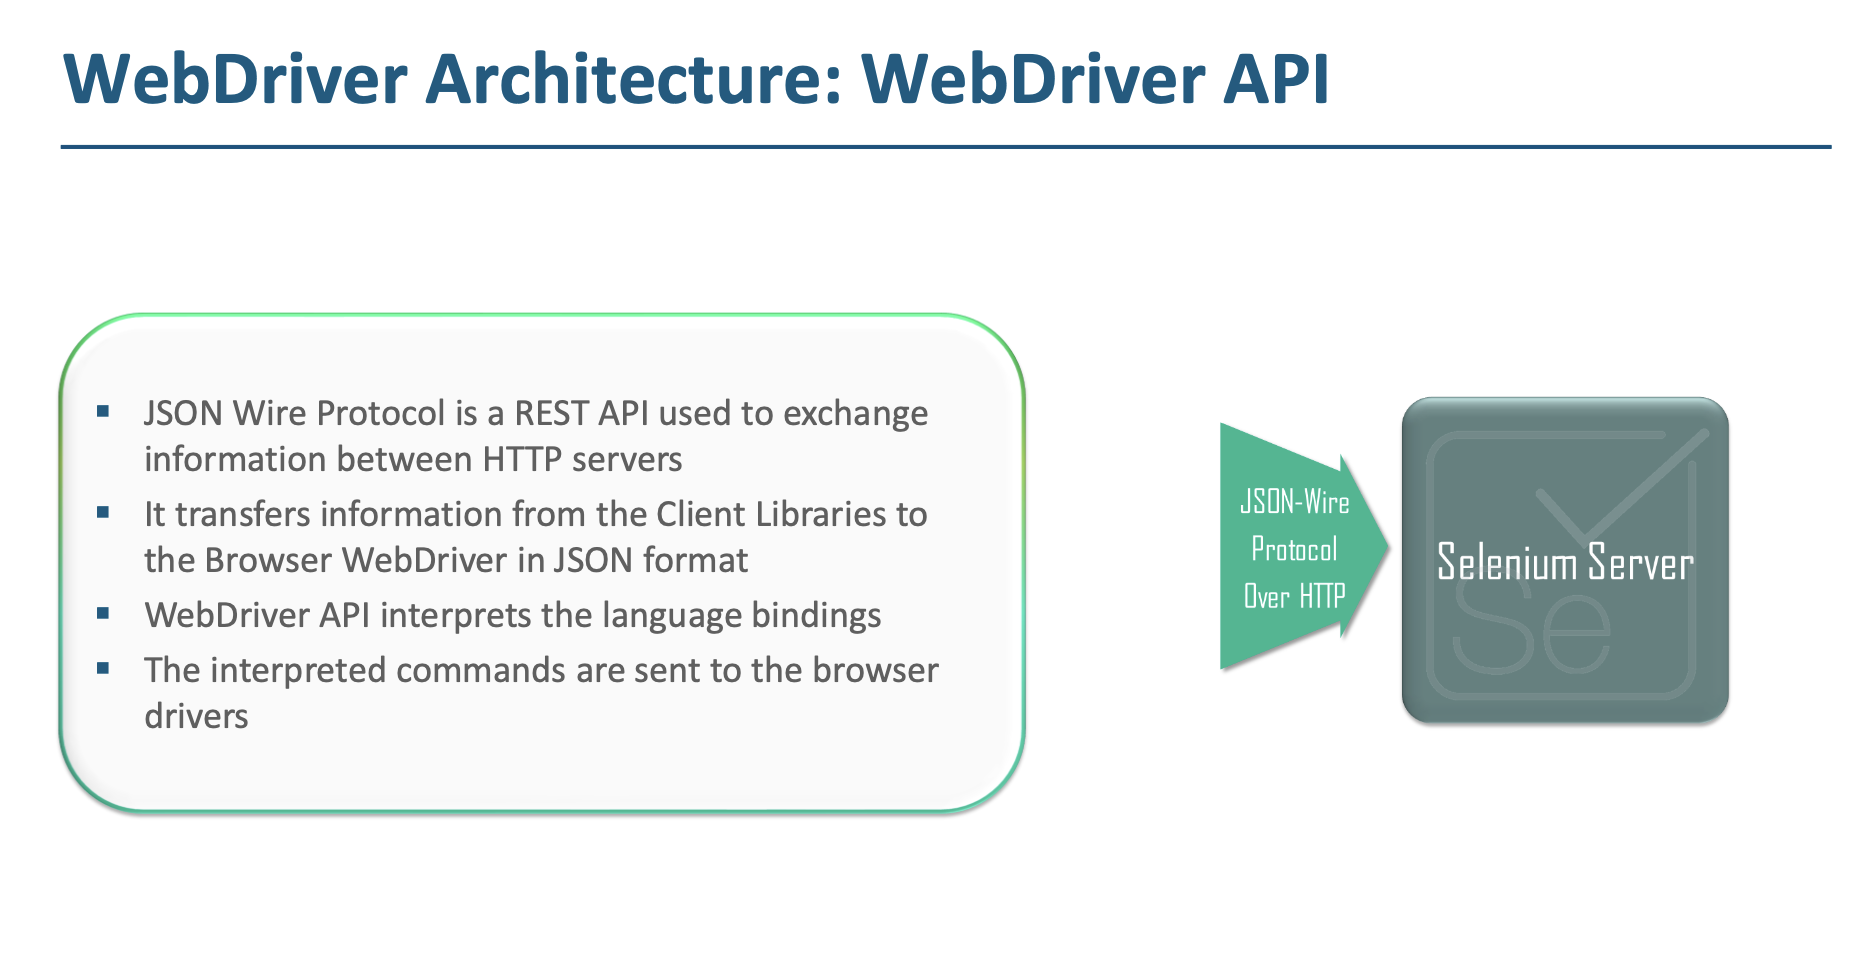 WebDriver Architecture: WebDriver API
▪ JSON Wire Protocol is a REST API used to exchange
information between HTTP servers
▪ It transfers information from the Client Libraries to
the Browser WebDriver in JSON format
▪ WebDriver API interprets the language bindings
▪ The interpreted commands are sent to the browser
drivers
JSON-Wire
Protocol
Over HTTP
Selenium Server
Se